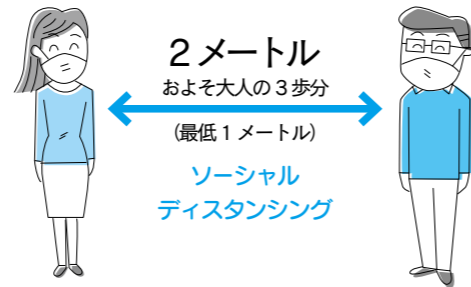 ２メートル
およそ大人の３歩分
（最低１メートル）
ソーシャル
ディスタンシング